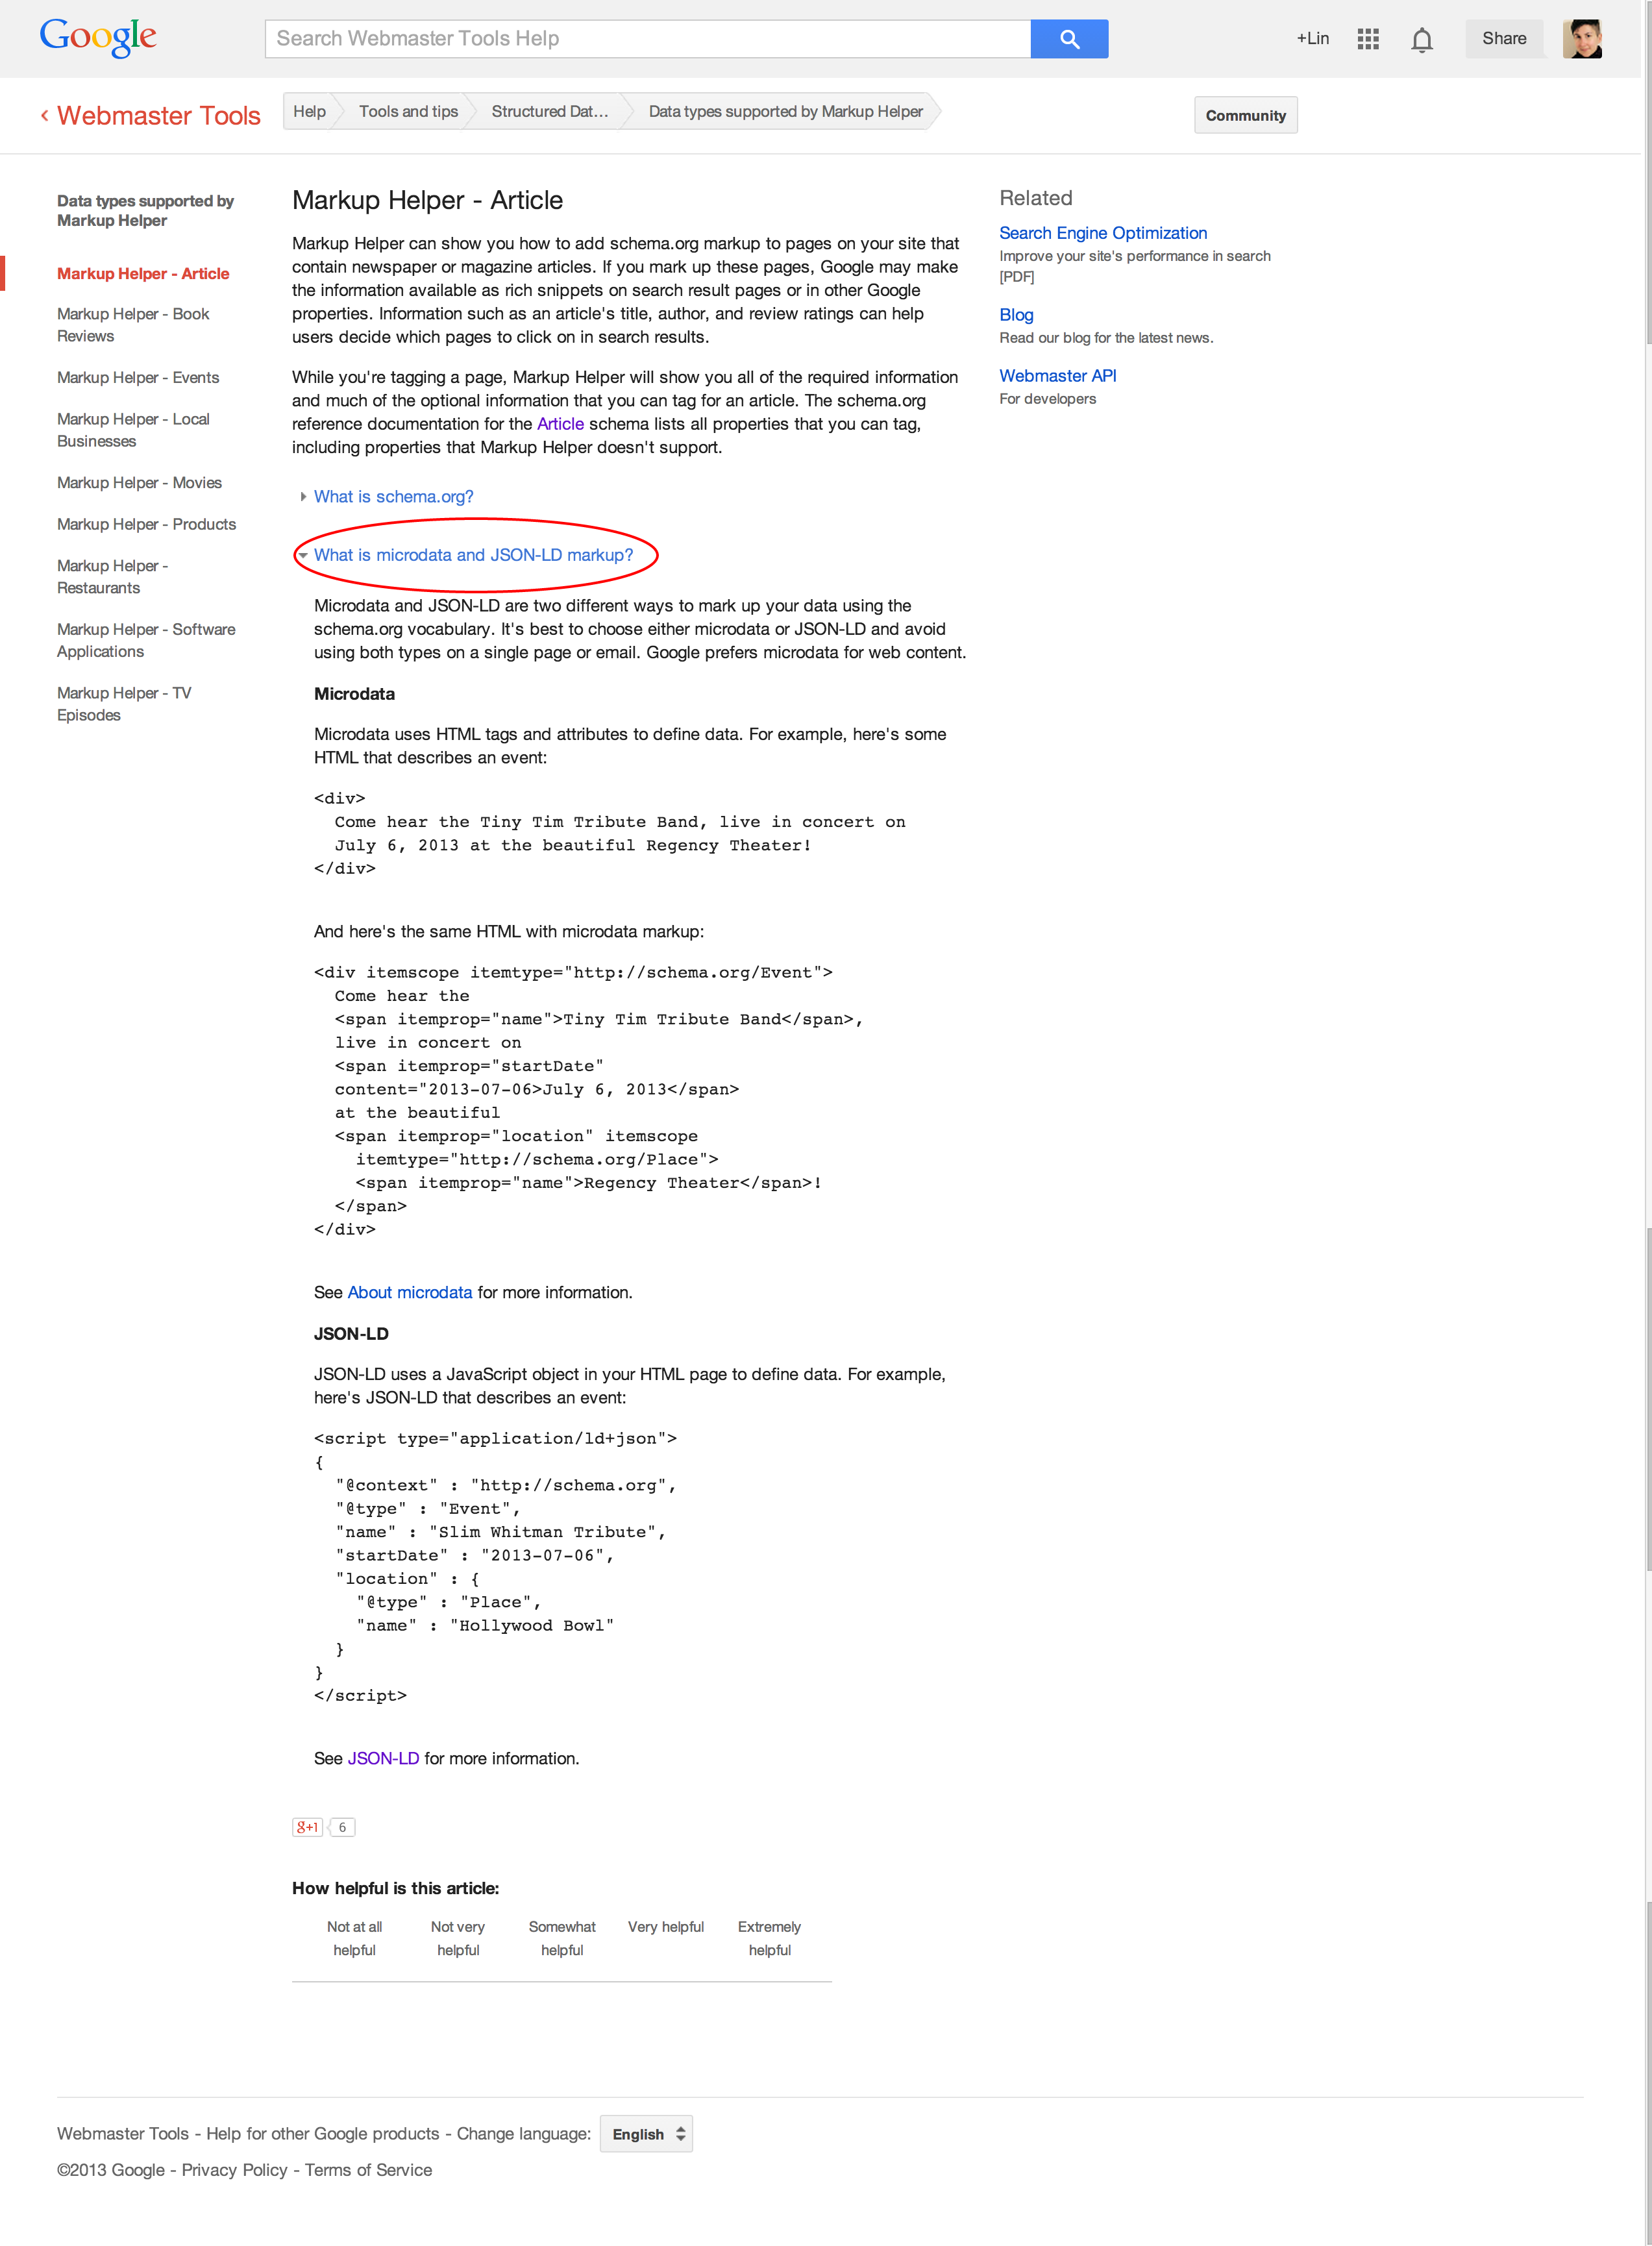 Google
Search Webmaster Tools Help
+Lin
Share
Webmaster Tools
Help
Tools and tips
Structured Dat...
Data types supported by Markup Helper
Community
Data types supported by
Markup Helper
Markup Helper - Article
Markup Helper - Book
Reviews
Markup Helper - Events
Markup Helper - Local
Businesses
Markup Helper - Movies
Markup Helper - Products
Markup Helper -
Restaurants
Markup Helper - Software
Applications
Markup Helper - TV
Episodes
Markup Helper - Article
Markup Helper can show you how to add schema.org markup to pages on your site that
contain newspaper or magazine articles. If you mark up these pages, Google may make
the information available as rich snippets on search result pages or in other Google
properties. Information such as an article's title, author, and review ratings can help
users decide which pages to click on in search results.
While you're tagging a page, Markup Helper will show you all of the required information
and much of the optional information that you can tag for an article. The schema.org
reference documentation for the Article schema lists all properties that you can tag,
including properties that Markup Helper doesn't support.
What is schema.org?
What is microdata and JSON-LD markup?
Microdata and JSON-LD are two different ways to mark up your data using the
schema.org vocabulary. It's best to choose either microdata or JSON-LD and avoid
using both types on a single page or email. Google prefers microdata for web content.
Microdata
Microdata uses HTML tags and attributes to define data. For example, here's some
HTML that describes an event:
<div>
  Come hear the Tiny Tim Tribute Band, live in concert on
  July 6, 2013 at the beautiful Regency Theater!
</div>
And here's the same HTML with microdata markup:
<div itemscope itemtype="http://schema.org/Event">
  Come hear the
  <span itemprop="name">Tiny Tim Tribute Band</span>,
  live in concert on
  <span itemprop="startDate"
  content="2013-07-06>July 6, 2013</span>
  at the beautiful
  <span itemprop="location" itemscope
    itemtype="http://schema.org/Place">
    <span itemprop="name">Regency Theater</span>!
  </span>
</div>
See About microdata for more information.
JSON-LD
JSON-LD uses a JavaScript object in your HTML page to define data. For example,
here's JSON-LD that describes an event:
<script type="application/ld+json">
{
  "@context" : "http://schema.org",
  "@type" : "Event",
  "name" : "Slim Whitman Tribute",
  "startDate" : "2013-07-06",
  "location" : {
    "@type" : "Place",
    "name" : "Hollywood Bowl"
  }
}
</script>
See JSON-LD for more information.
g+1
6
How helpful is this article:
Not at all
helpful
Not very
helpful
Somewhat
helpful
Very helpful
Extremely
helpful
Related
Search Engine Optimization
Improve your site's performance in search
[PDF]
Blog
Read our blog for the latest news.
Webmaster API
For developers
Webmaster Tools - Help for other Google products - Change language: English
©2013 Google - Privacy Policy - Terms of Service